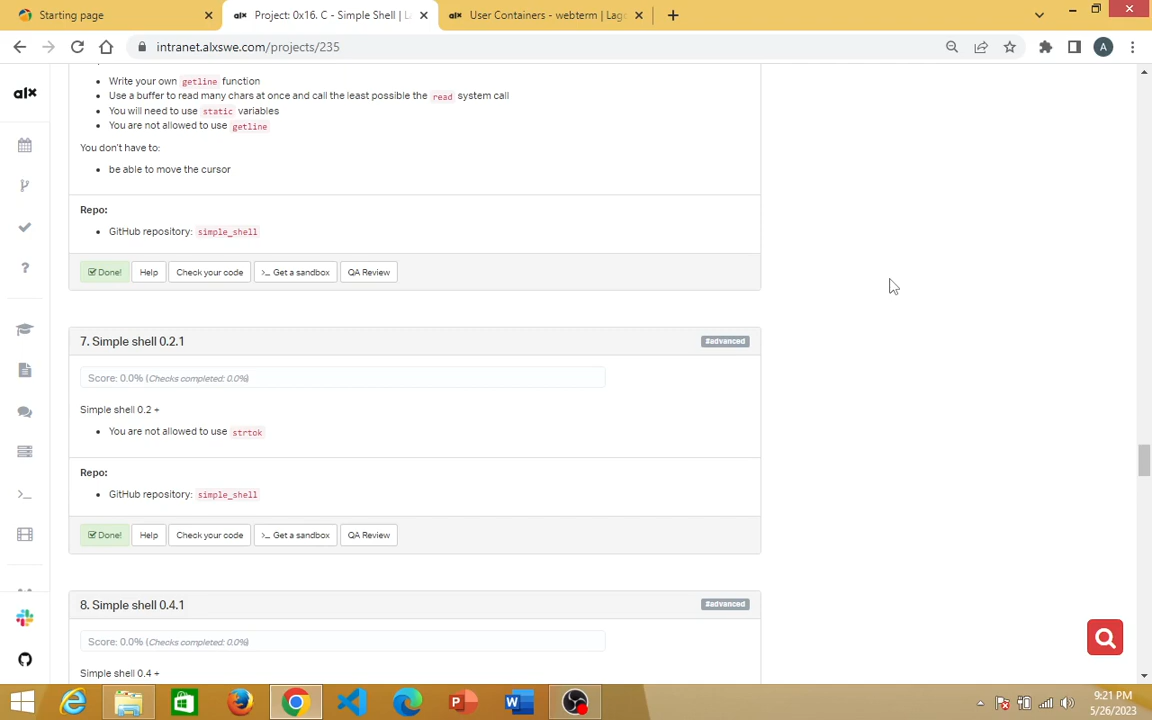 Starting page
Project: 0x16. C - Simple Shell | L
User Containers - webterm | Lag
intranet.alxswe.com/projects/235
A
alx
Write your own getline function
Use a buffer to read many chars at once and call the least possible the read system call
You will need to use static variables
You are not allowed to use getline
You don't have to:
be able to move the cursor
Repo:
GitHub repository: simple_shell
Done! Help Check your code >_ Get a sandbox QA Review
7. Simple shell 0.2.1 #advanced
Score: 0.0% (Checks completed: 0.0%)
Simple shell 0.2 +
You are not allowed to use strtok
Repo:
GitHub repository: simple_shell
Done! Help Check your code >_ Get a sandbox QA Review
8. Simple shell 0.4.1 #advanced
Score: 0.0% (Checks completed: 0.0%)
Simple shell 0.4 +
9:21 PM
5/26/2023